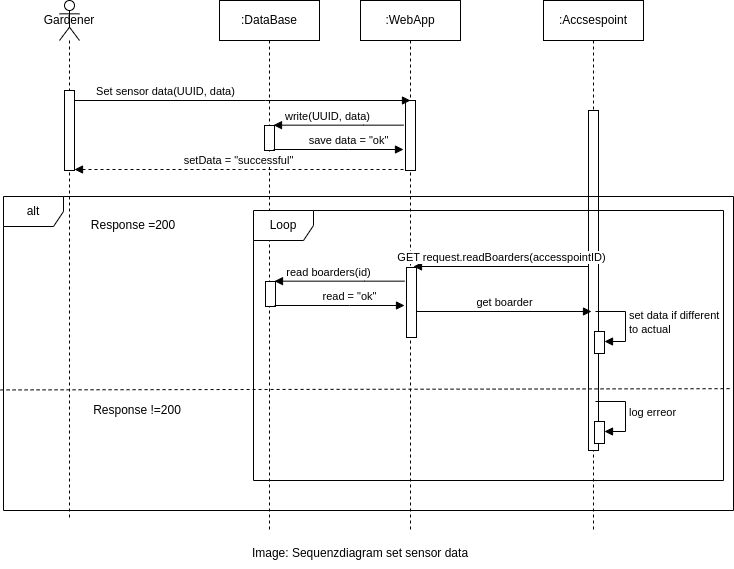 Gardener
:DataBase
:WebApp
:Accsespoint
Set sensor data(UUID, data)
write(UUID, data)
save data = "ok"
setData = "successful"
alt
Response =200
Loop
GET request.readBoarders(accesspointID)
read boarders(id)
read = "ok"
get boarder
set data if different
to actual
Response !=200
log erreor
Image: Sequenzdiagram set sensor data